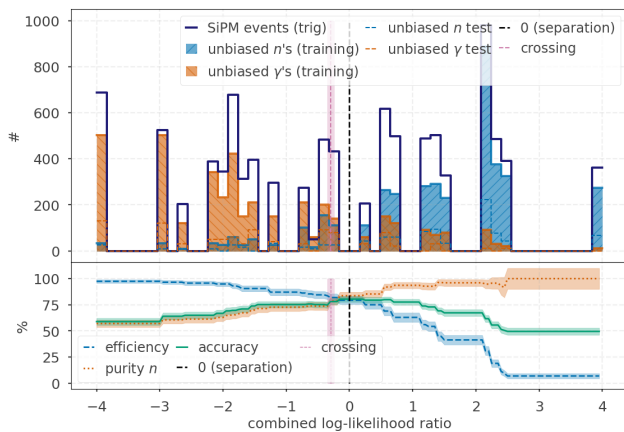 1000
800
600
400
200
0
#
SiPM events (trig)
unbiased n's (training)
unbiased γ's (training)
unbiased n test
unbiased γ test
0 (separation)
crossing
100
75
50
25
0
%
efficiency
purity n
accuracy
0 (separation)
crossing
−4 −3 −2 −1 0 1 2 3 4
combined log-likelihood ratio